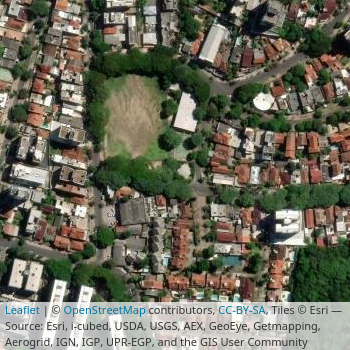 Leaflet | © OpenStreetMap contributors, CC-BY-SA, Tiles © Esri —
Source: Esri, i-cubed, USDA, USGS, AEX, GeoEye, Getmapping,
Aerogrid, IGN, IGP, UPR-EGP, and the GIS User Community